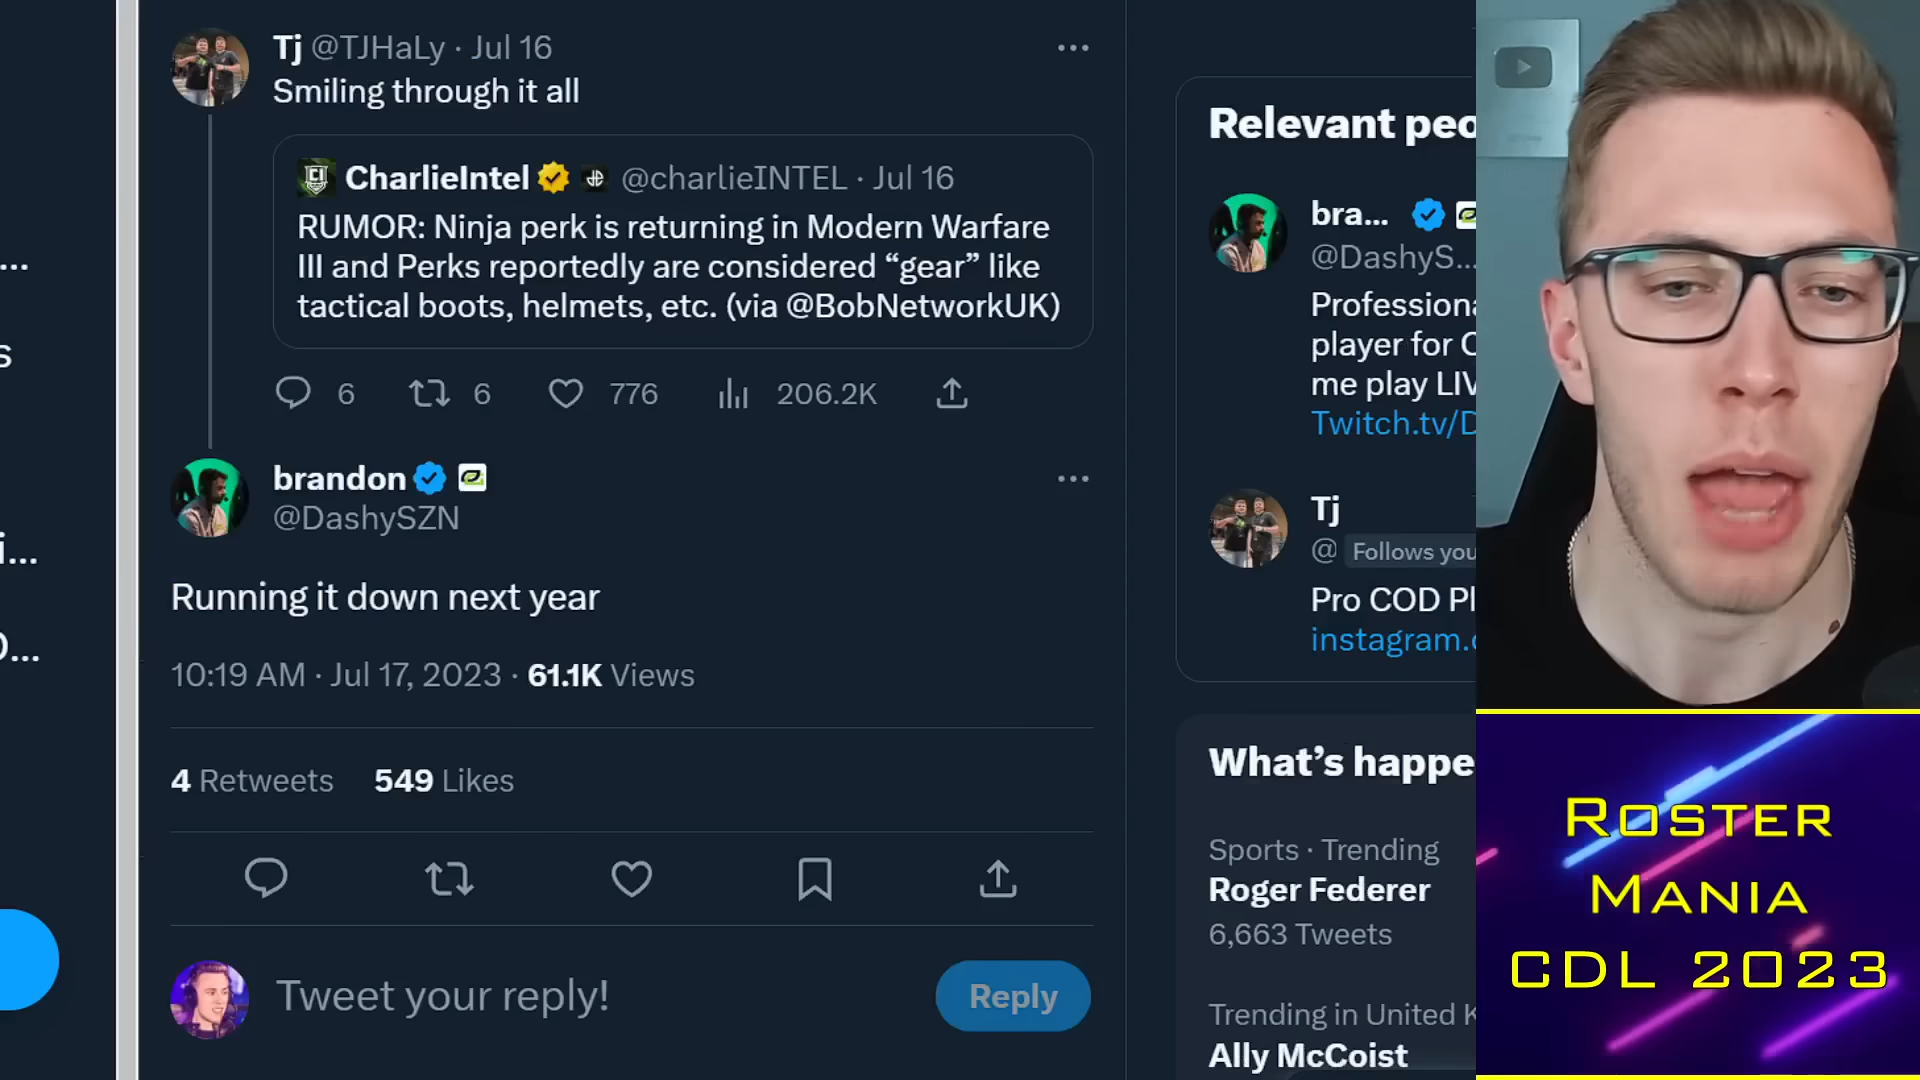 Tj @TJHaLy · Jul 16
Smiling through it all
CharlieIntel @charlieINTEL · Jul 16
RUMOR: Ninja perk is returning in Modern Warfare
III and Perks reportedly are considered “gear” like
tactical boots, helmets, etc. (via @BobNetworkUK)
6 6 776 206.2K
brandon
@DashySZN
Running it down next year
10:19 AM · Jul 17, 2023 · 61.1K Views
4 Retweets 549 Likes
Tweet your reply!
Reply
Relevant peo
bra...
@DashyS...
Professiona
player for C
me play LIV
Twitch.tv/D
Tj
@ Follows you
Pro COD Pl
instagram.c
What’s happe
Sports · Trending
Roger Federer
6,663 Tweets
Trending in United K
Ally McCoist
ROSTER
MANIA
CDL 2023